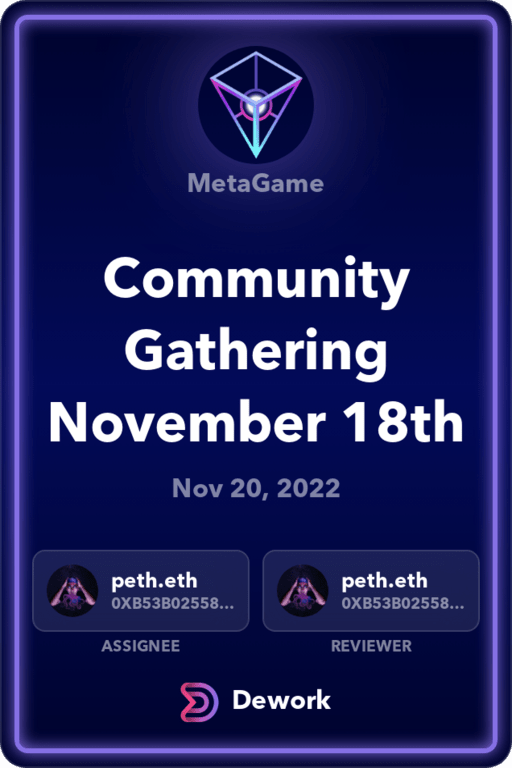 MetaGame
Community
Gathering
November 18th
Nov 20, 2022
peth.eth
0XB53B02558...
peth.eth
0XB53B02558...
ASSIGNEE
REVIEWER
Dework